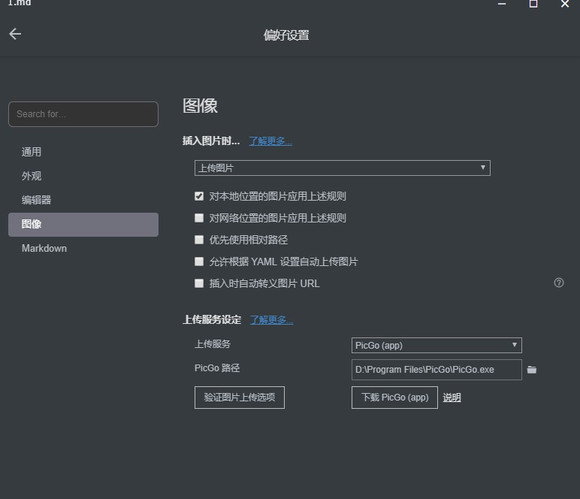 1.md
偏好设置
Search for...
通用
外观
编辑器
图像
Markdown
图像
插入图片时... 了解更多...
上传图片
对本地位置的图片应用上述规则
对网络位置的图片应用上述规则
优先使用相对路径
允许根据 YAML 设置自动上传图片
插入时自动转义图片 URL
上传服务设定 了解更多...
上传服务 PicGo (app)
PicGo 路径 D:\Program Files\PicGo\PicGo.exe
验证图片上传选项 下载 PicGo (app) 说明